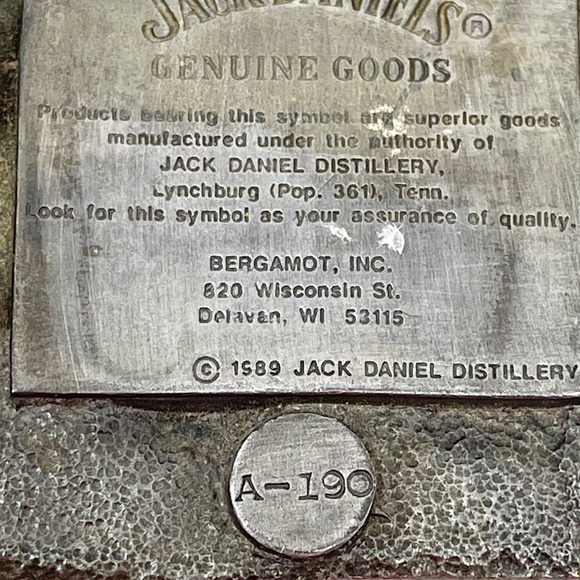 JACK DANIEL'S®
GENUINE GOODS
Products bearing this symbol are superior goods
manufactured under the authority of
JACK DANIEL DISTILLERY,
Lynchburg (Pop. 361), Tenn.
Look for this symbol as your assurance of quality.
BERGAMOT, INC.
820 Wisconsin St.
Delavan, WI 53115
© 1989 JACK DANIEL DISTILLERY
A-190